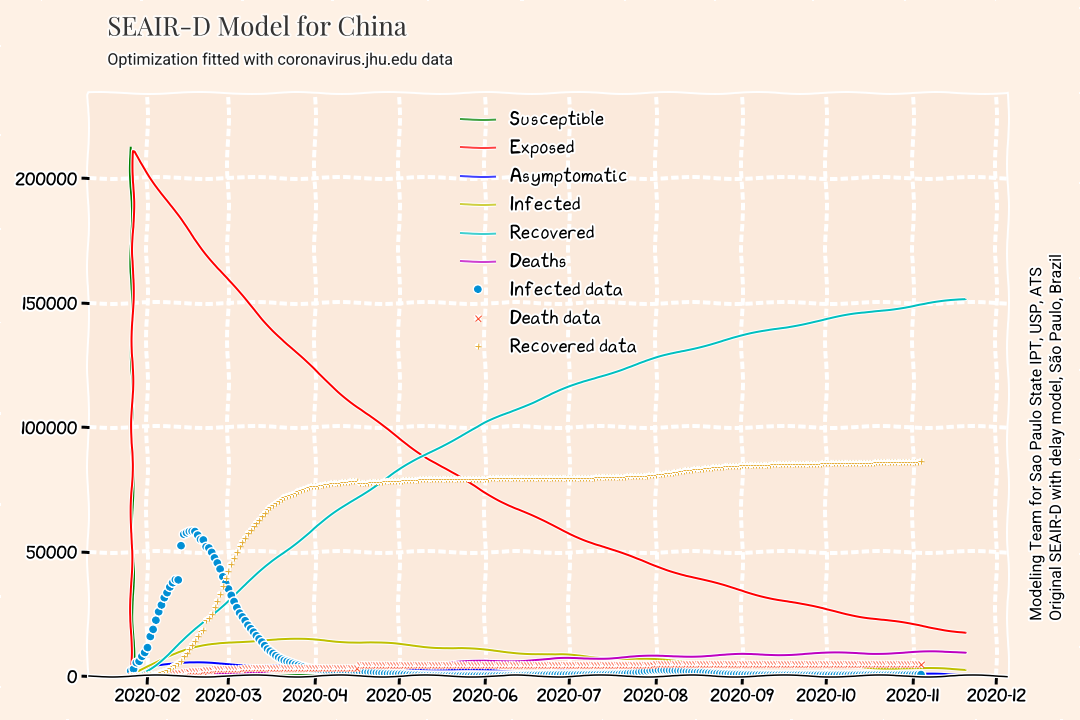 SEAIR-D Model for China
Optimization fitted with coronavirus.jhu.edu data
Susceptible
Exposed
Asymptomatic
Infected
Recovered
Deaths
Infected data
Death data
Recovered data
200000
150000
100000
50000
0
2020-02 2020-03 2020-04 2020-05 2020-06 2020-07 2020-08 2020-09 2020-10 2020-11 2020-12
Modeling Team for Sao Paulo State IPT, USP, ATS
Original SEAIR-D with delay model, São Paulo, Brazil